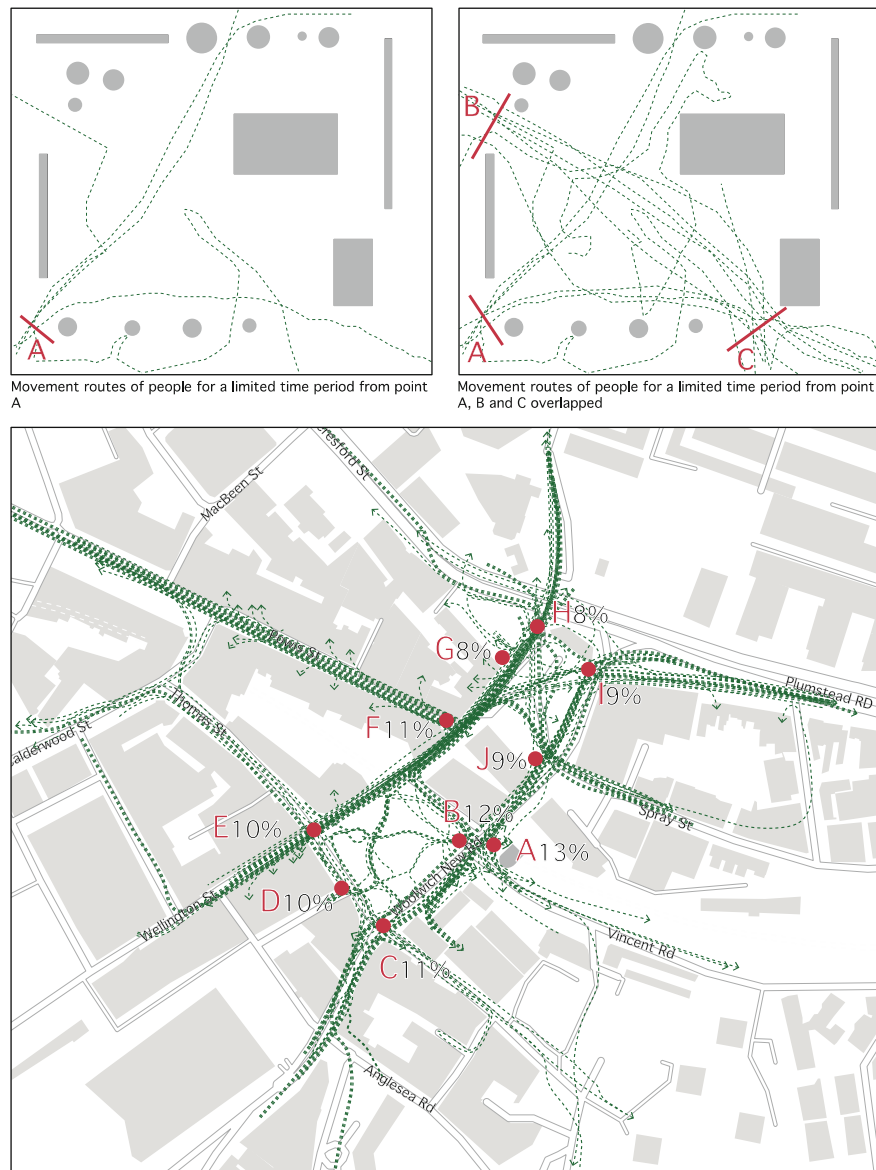 B
A
A
C
Movement routes of people for a limited time period from point
A
Movement routes of people for a limited time period from point
A, B and C overlapped
MacBeen St
H8%
G8%
I9%
Plumstead RD
F11%
Thomas St
J9%
B12%
Spray St
E10%
A13%
Woolwich New
D10%
Wellington St
Vincent Rd
C11%
Anglesea Rd